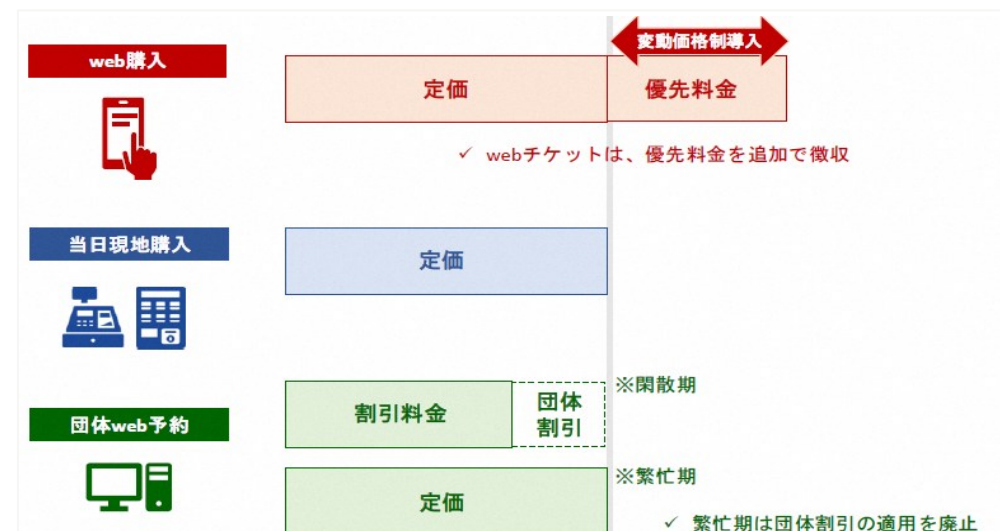 変動価格制導入
web購入
定価
優先料金
✓ webチケットは、優先料金を追加で徴収
当日現地購入
定価
※閑散期
割引料金
団体
割引
団体web予約
※繁忙期
定価
✓ 繁忙期は団体割引の適用を廃止